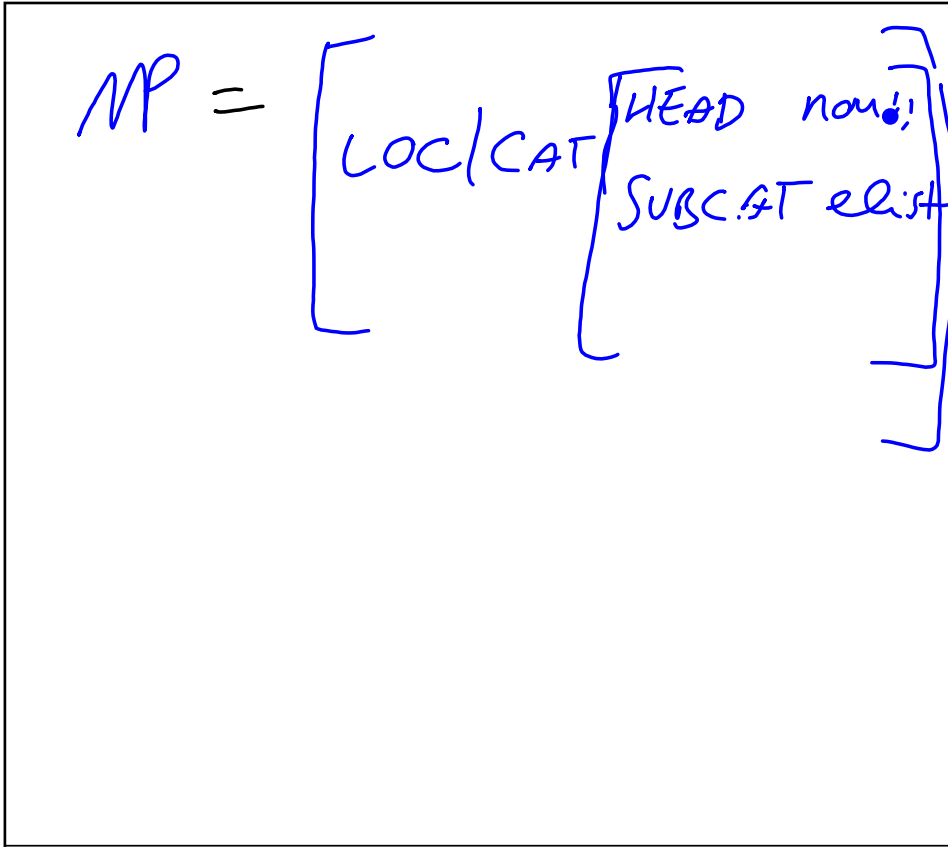 NP = [LOC|CAT [HEAD noun
SUBCAT elist]]